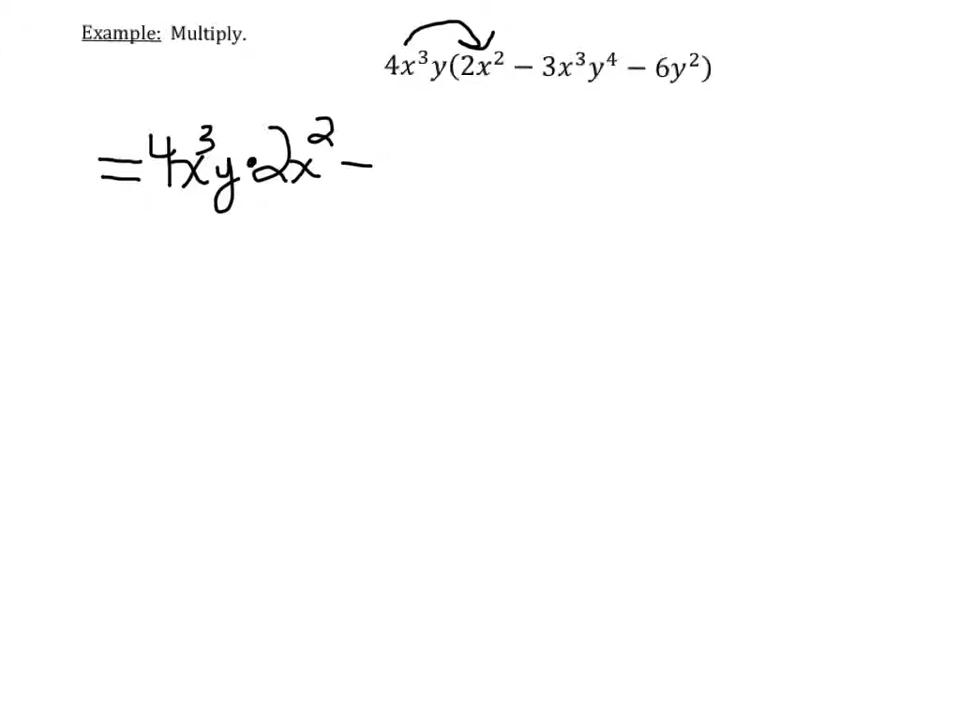 Example: Multiply.
4x³y(2x² − 3x³y⁴ − 6y²)
= 4x³y·2x² −